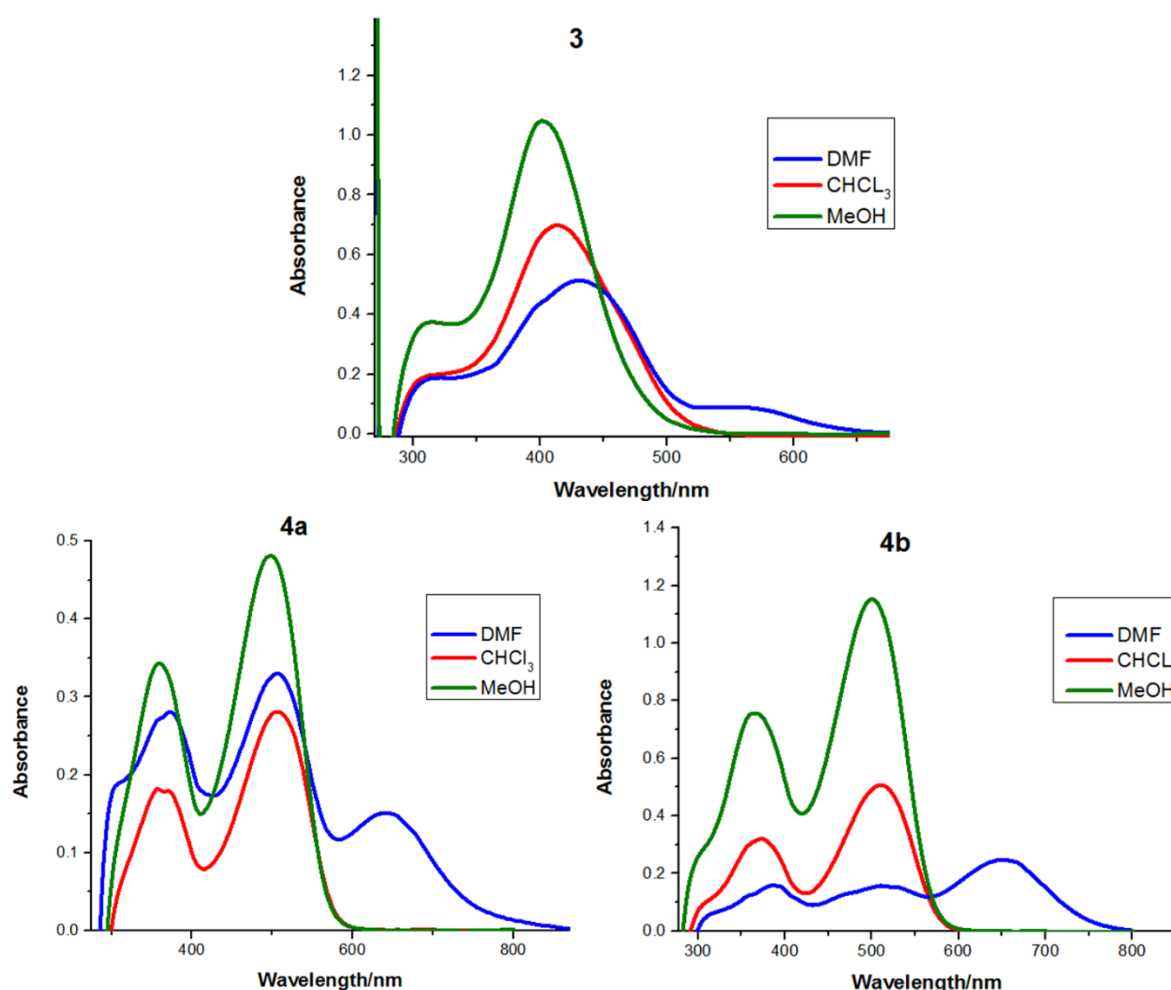 3
1.2
1.0
0.8
0.6
0.4
0.2
0.0
Absorbance
DMF
CHCL3
MeOH
300
400
500
600
Wavelength/nm
4a
0.5
0.4
0.3
0.2
0.1
0.0
Absorbance
DMF
CHCl3
MeOH
400
600
800
Wavelength/nm
4b
1.4
1.2
1.0
0.8
0.6
0.4
0.2
0.0
Absorbance
DMF
CHCL
MeOH
300
400
500
600
700
800
Wavelength/nm